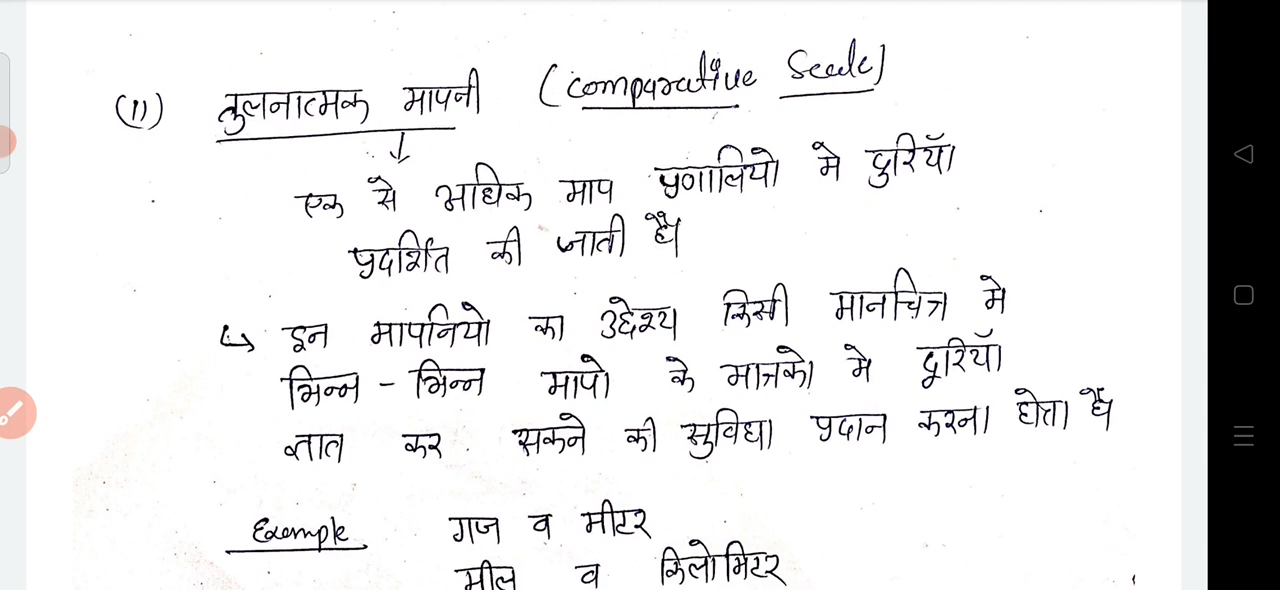 (11) तुलनात्मक मापनी (Comparative Scale)
↓
एक से अधिक माप प्रणालियो मे दुरियाँ
प्रदर्शित की जाती है
↳ इन मापनियो का उद्देश्य किसी मानचित्र मे
भिन्न - भिन्न मापो के मात्रको मे दूरियाँ
ज्ञात कर सकने की सुविधा प्रदान करना होता है
Example गज व मीटर
मील व किलोमिटर